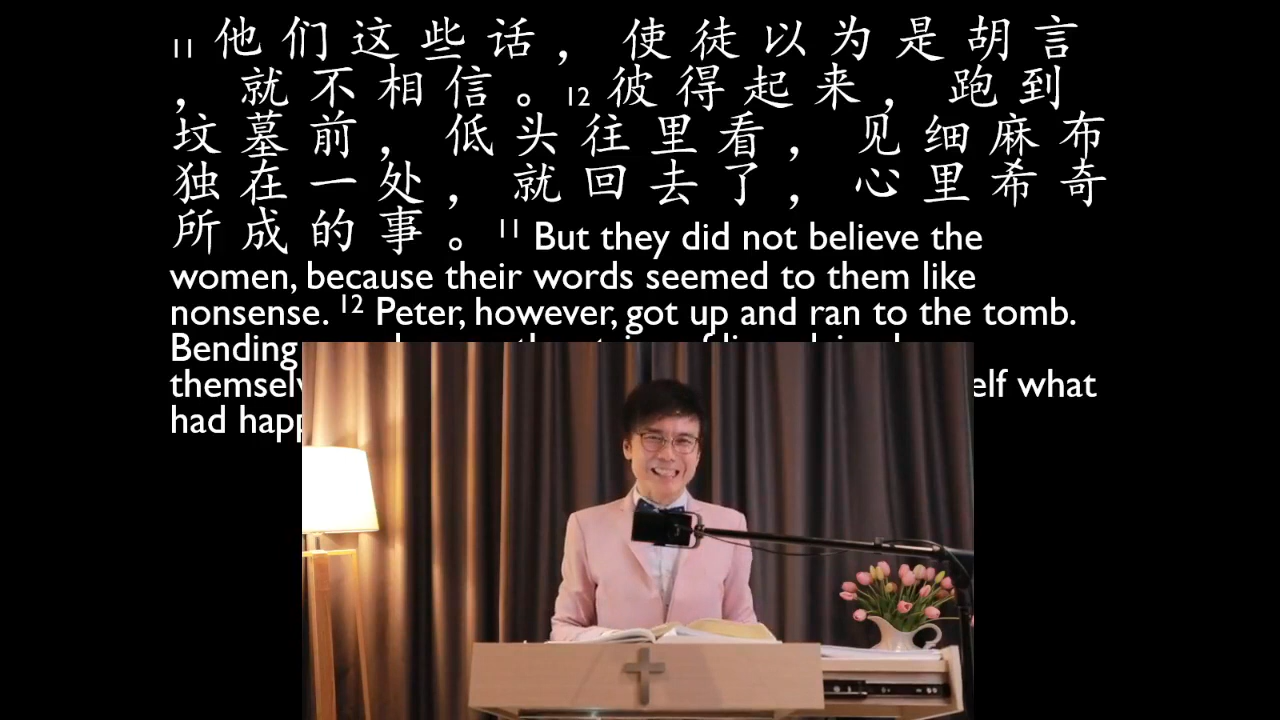 11 他们这些话，使徒以为是胡言
，就不相信。12 彼得起来，跑到
坟墓前，低头往里看，见细麻布
独在一处，就回去了，心里希奇
所成的事。11 But they did not believe the
women, because their words seemed to them like
nonsense. 12 Peter, however, got up and ran to the tomb.
Bending
what
had